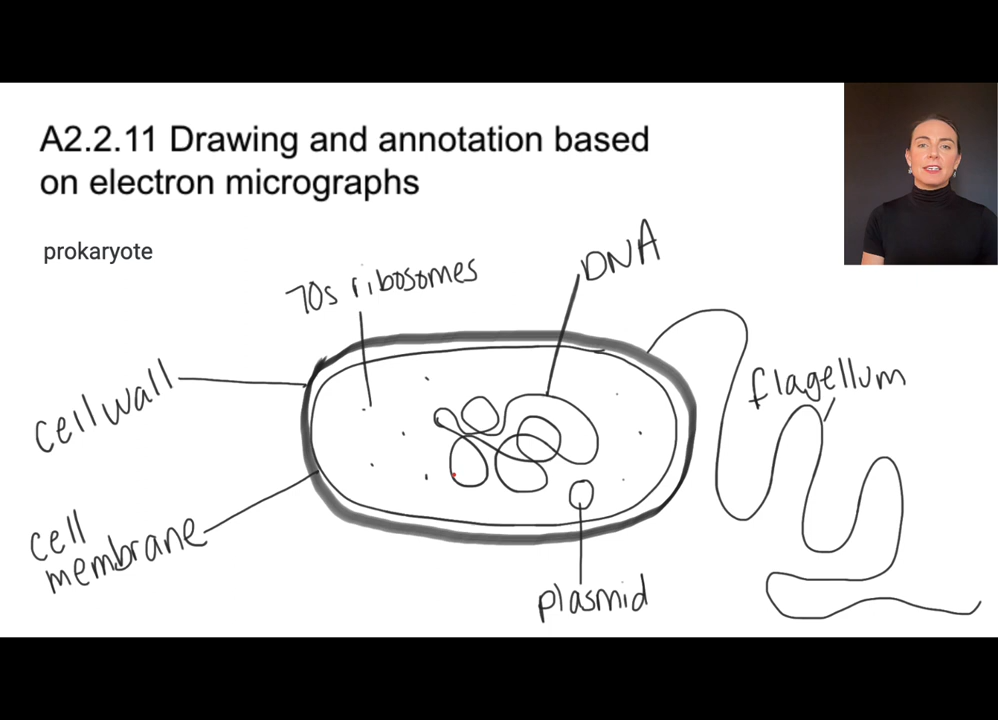 A2.2.11 Drawing and annotation based
on electron micrographs
prokaryote
70s ribosomes
DNA
cell wall
flagellum
cell
membrane
plasmid